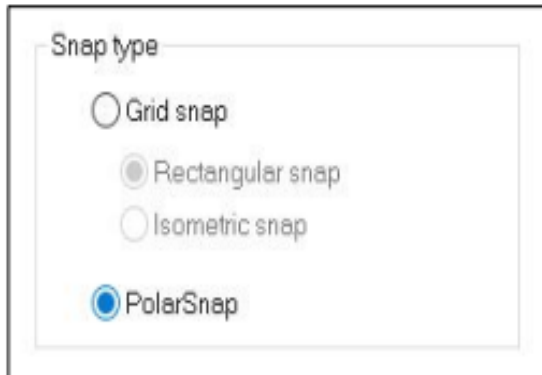 Snap type
Grid snap
Rectangular snap
Isometric snap
PolarSnap